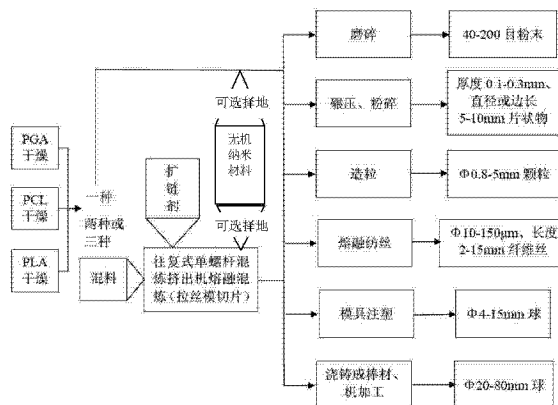 PGA
干燥
PCL
干燥
PLA
干燥
一种
两种或
三种
混料
扩
链
剂
可选择地
无机
纳米
材料
可选择地
往复式单螺杆混
炼挤出机熔融混
炼（拉丝模切片）
磨碎
40-200 目粉末
碾压、粉碎
厚度 0.1-0.3mm、
直径或边长
5-10mm 片状物
造粒
Φ0.8-5mm 颗粒
熔融纺丝
Φ10-150μm、长度
2-15mm 纤维丝
模具注塑
Φ4-15mm 球
浇铸成棒材、
机加工
Φ20-80mm 球